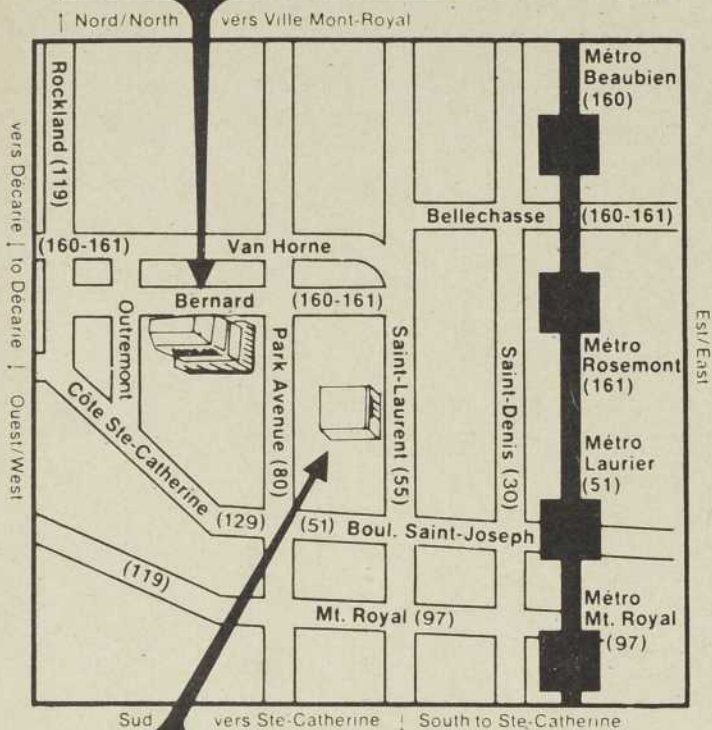 ↑ Nord/North vers Ville Mont-Royal
Rockland (119)
Métro
Beaubien
(160)
vers Décarie ↓ to Décarie ↓ Ouest/West
Bellechasse (160-161)
(160-161) Van Horne
Bernard (160-161)
Outremont
Park Avenue (80)
Saint-Laurent (55)
Saint-Denis (30)
Métro
Rosemont
(161)
Est/East
Côte Ste-Catherine
(129)
Métro
Laurier
(51)
(51) Boul. Saint-Joseph
(119)
Mt. Royal (97)
Métro
Mt. Royal
(97)
Sud vers Ste-Catherine ↓ South to Ste-Catherine